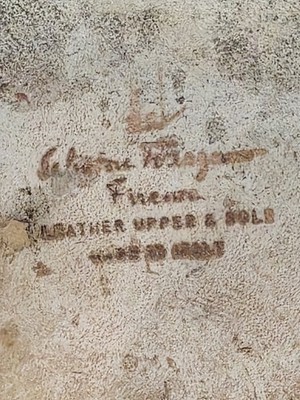 Salvatore Ferragamo
Firenze
LEATHER UPPER & SOLE
MADE IN ITALY